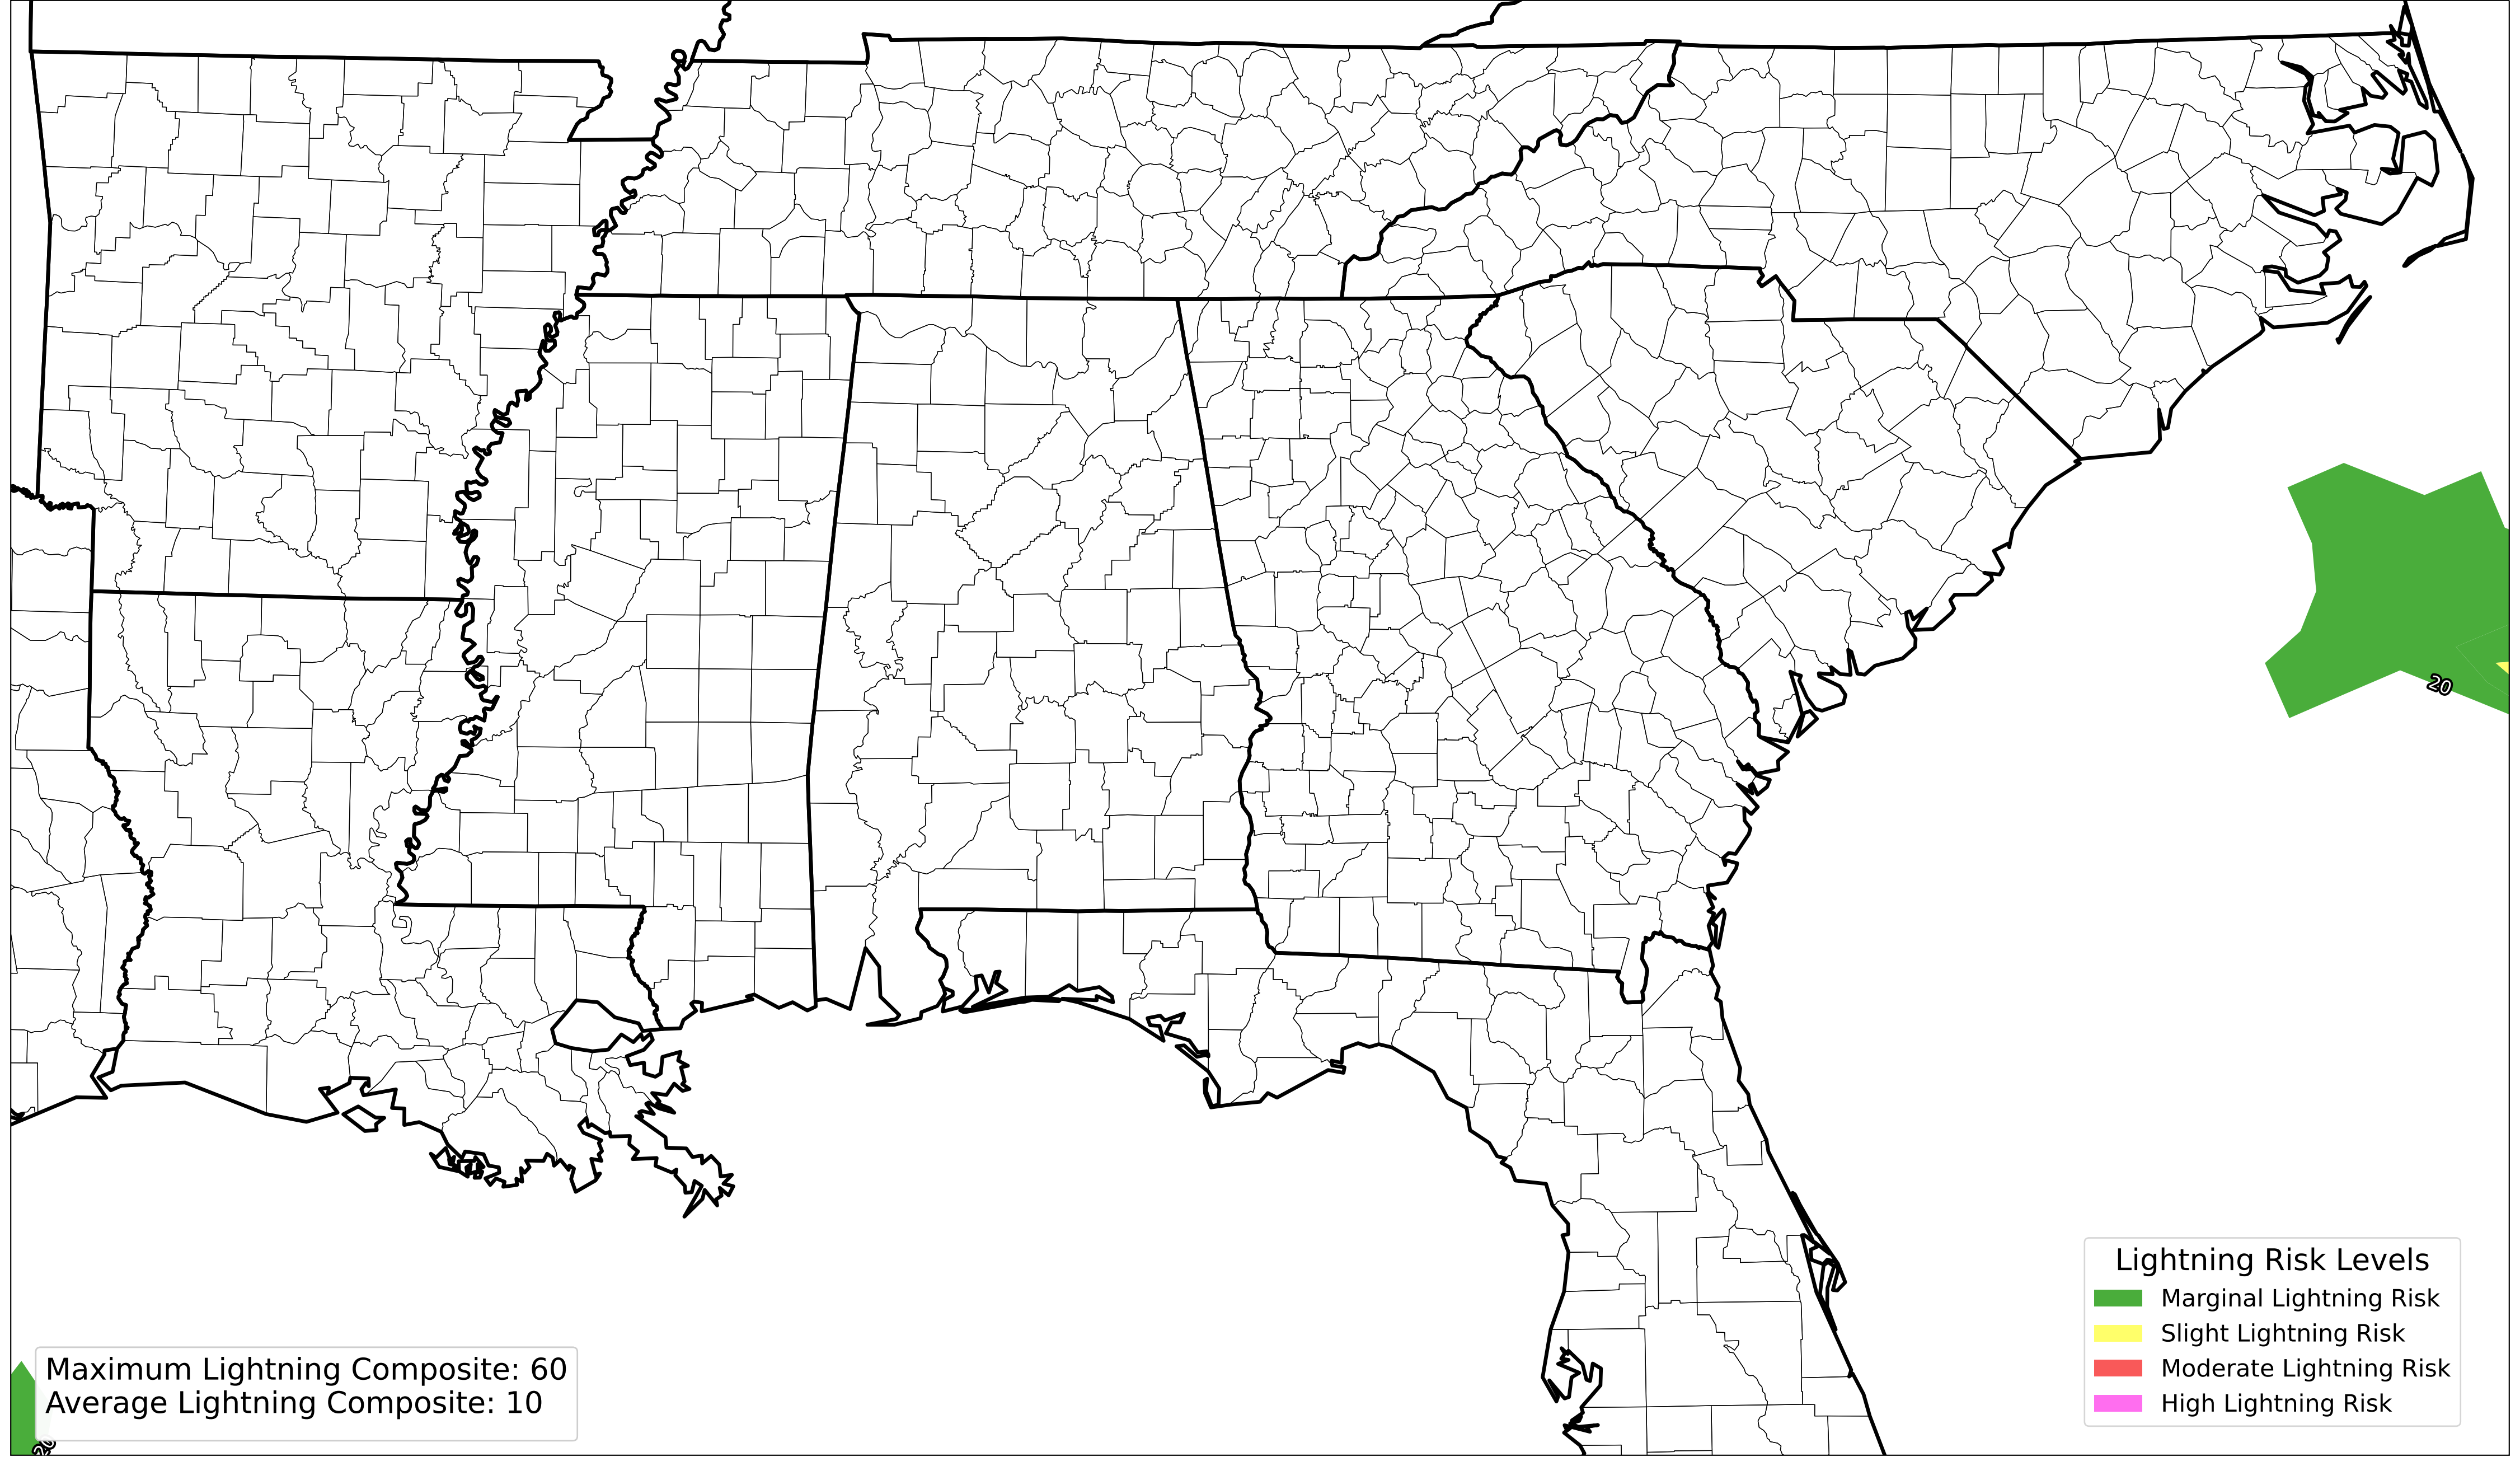 20
Lightning Risk Levels
Marginal Lightning Risk
Slight Lightning Risk
Moderate Lightning Risk
High Lightning Risk
Maximum Lightning Composite: 60
Average Lightning Composite: 10